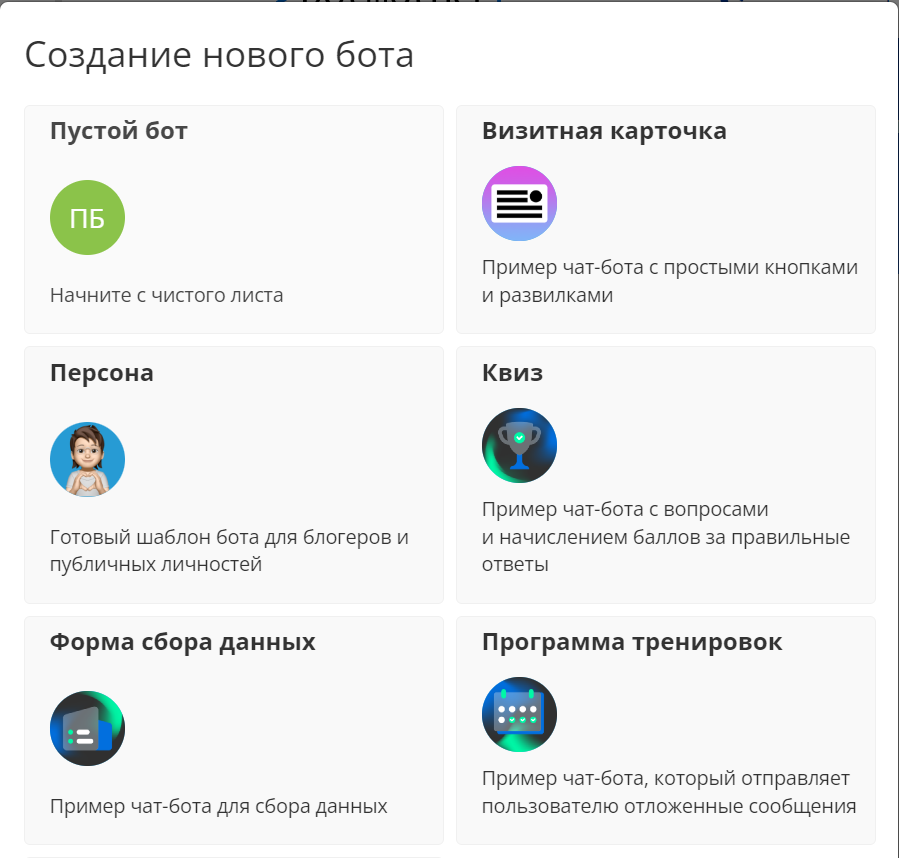 Создание нового бота
Пустой бот
ПБ
Начните с чистого листа
Визитная карточка
Пример чат-бота с простыми кнопками
и развилками
Персона
Готовый шаблон бота для блогеров и
публичных личностей
Квиз
Пример чат-бота с вопросами
и начислением баллов за правильные
ответы
Форма сбора данных
Пример чат-бота для сбора данных
Программа тренировок
Пример чат-бота, который отправляет
пользователю отложенные сообщения